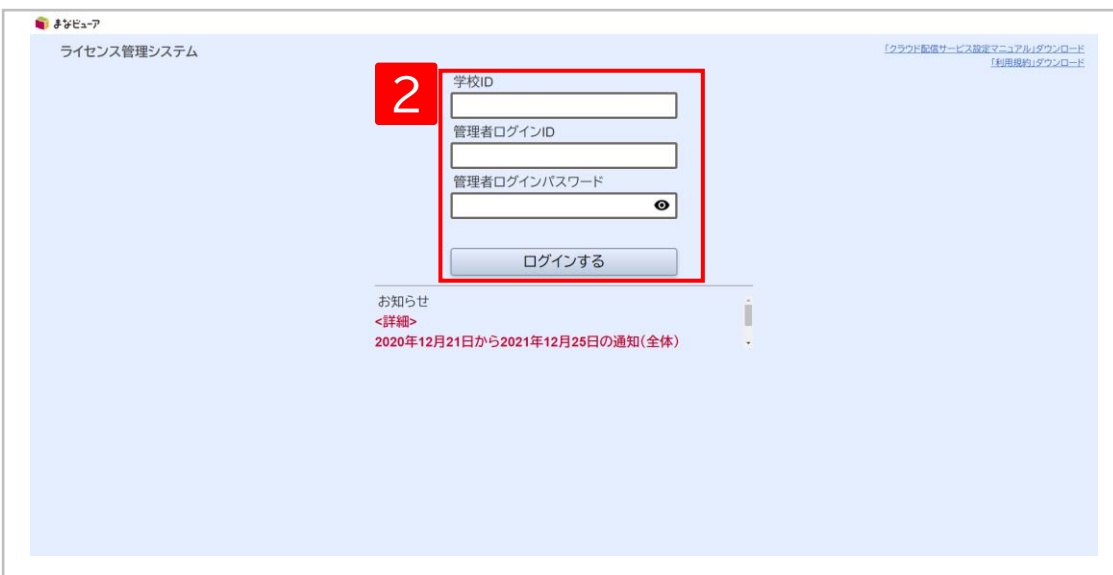 まなビューア
ライセンス管理システム
「クラウド配信サービス設定マニュアル」ダウンロード
「利用規約」ダウンロード
2
学校ID
管理者ログインID
管理者ログインパスワード
ログインする
お知らせ
<詳細>
2020年12月21日から2021年12月25日の通知(全体)